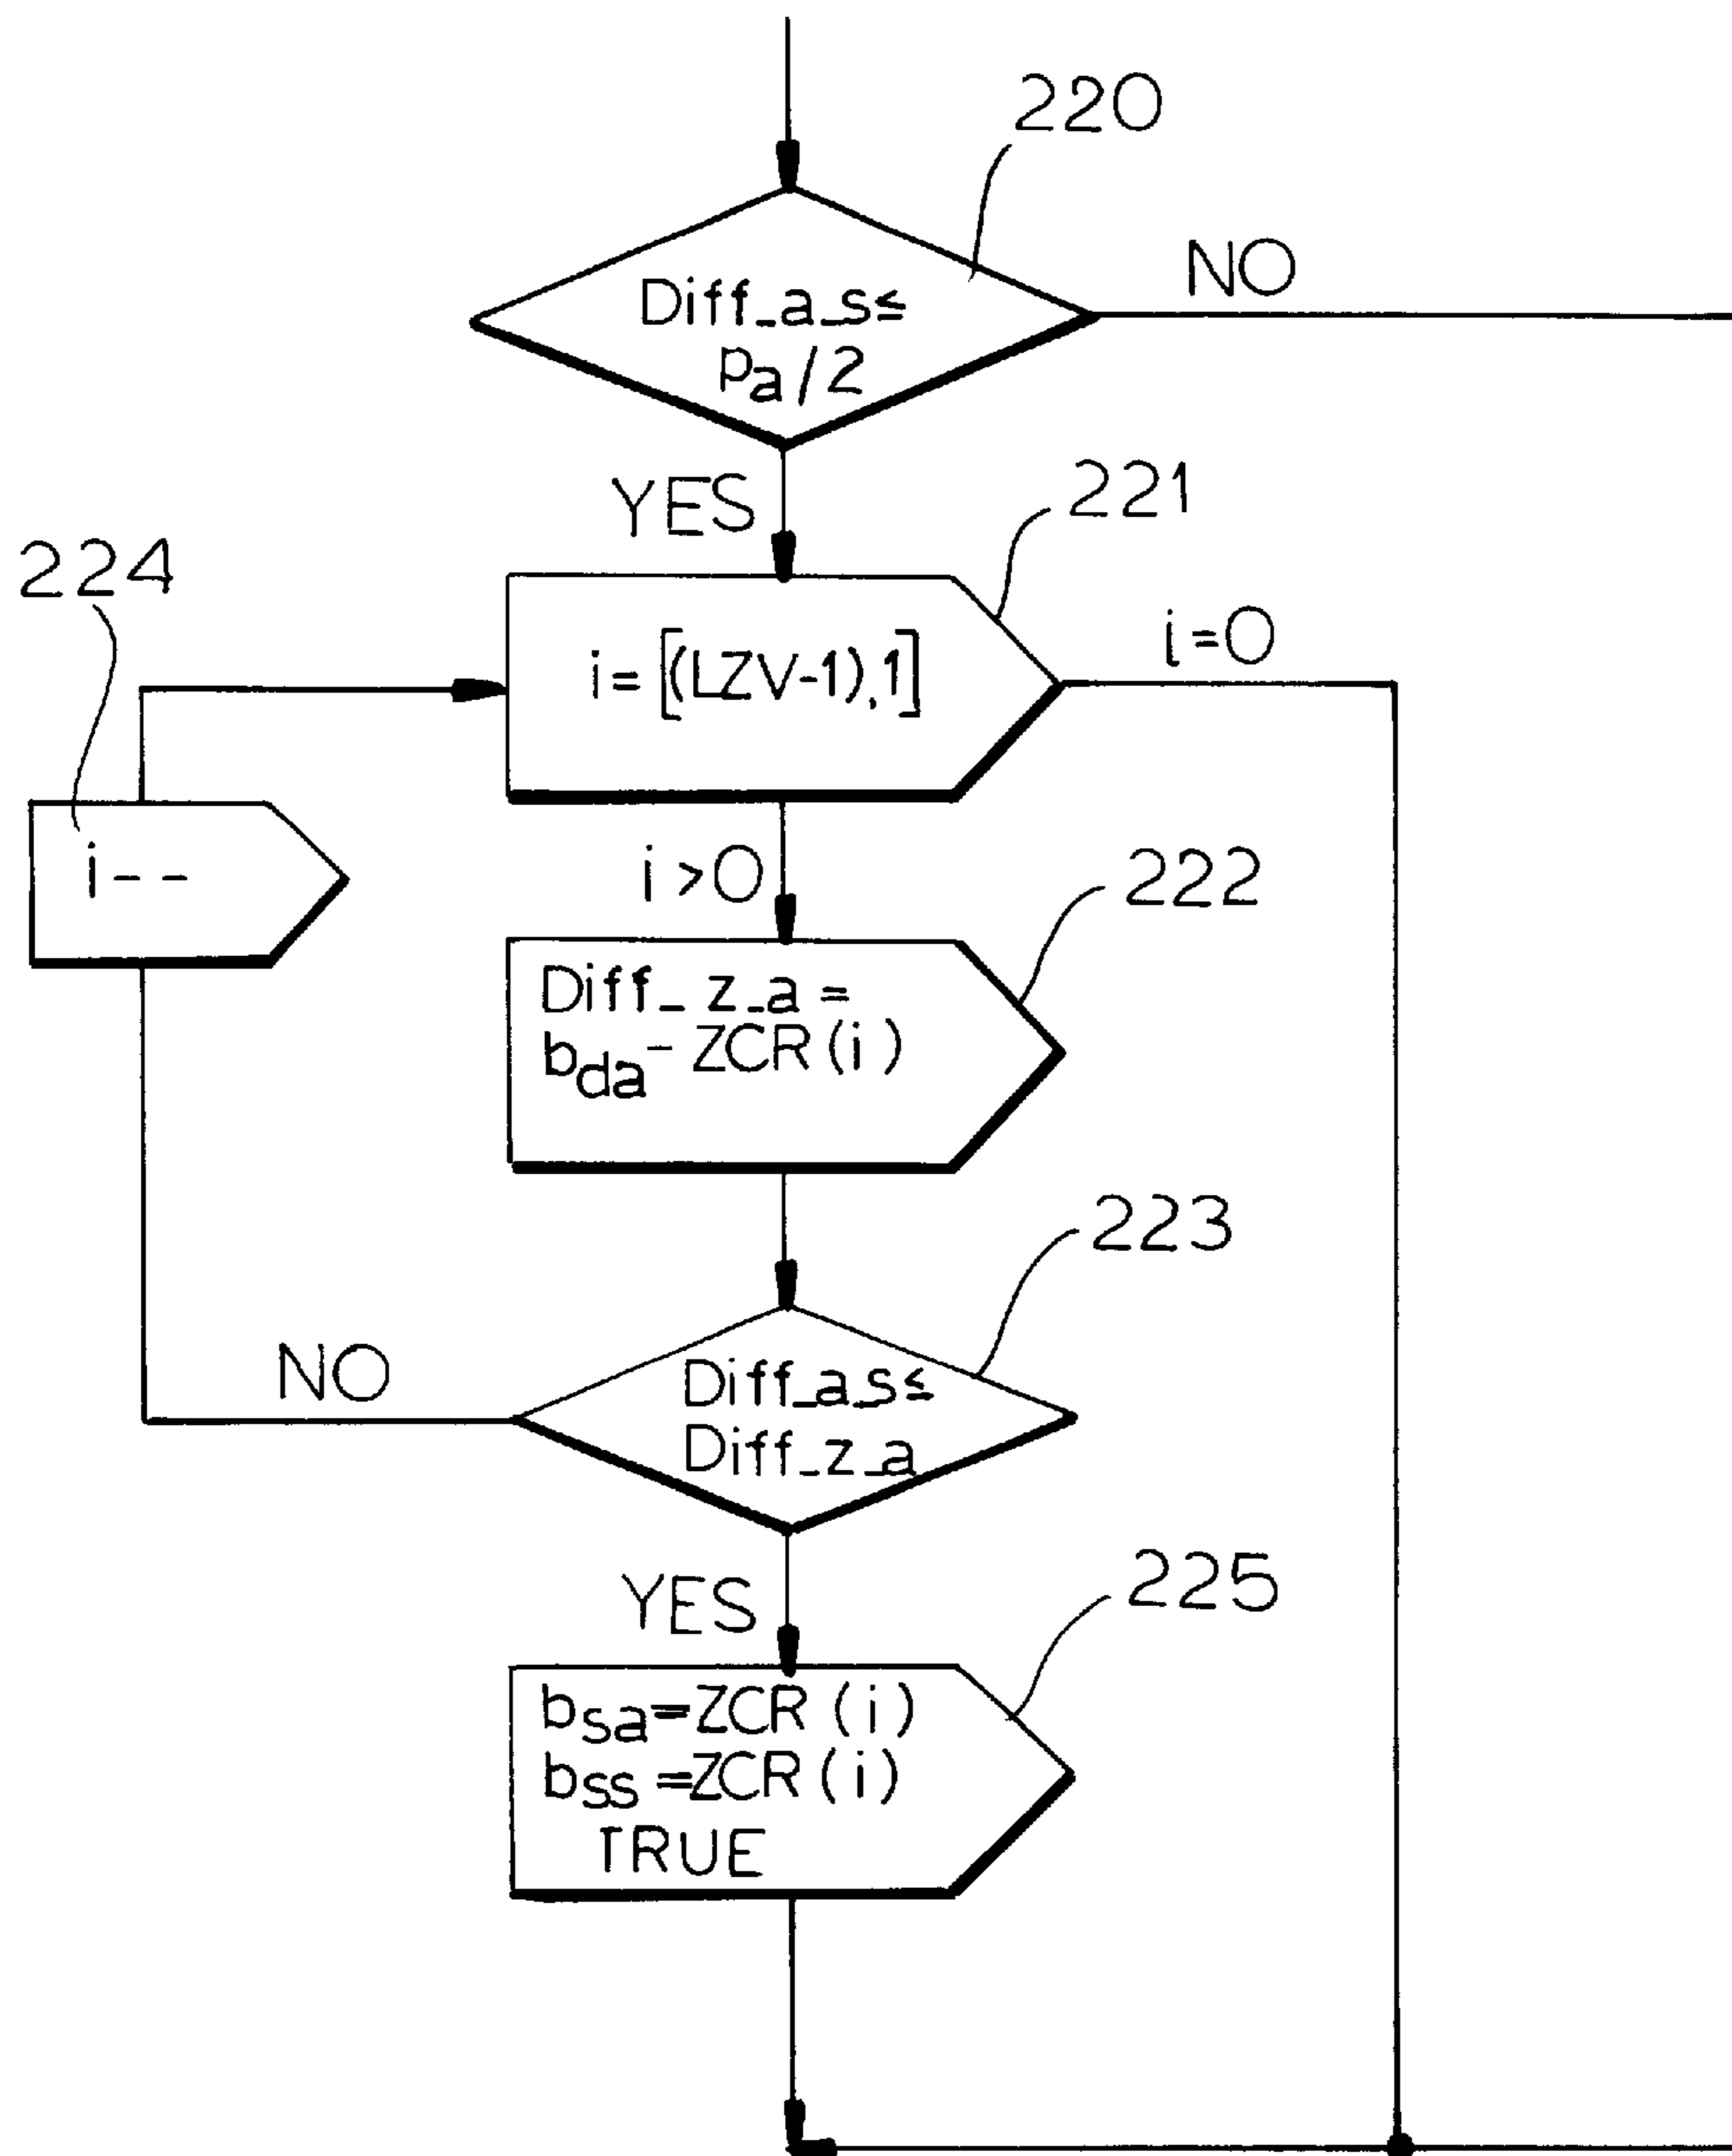 220
NO
Diff_a_s≤
pa/2
YES
221
224
i=[(LZV-1),1]
i=0
i--
i>0
222
Diff_z_a=
bda-ZCR(i)
223
NO
Diff_a_s≤
Diff_z_a
YES
225
bsa=ZCR(i)
bss=ZCR(i)
TRUE